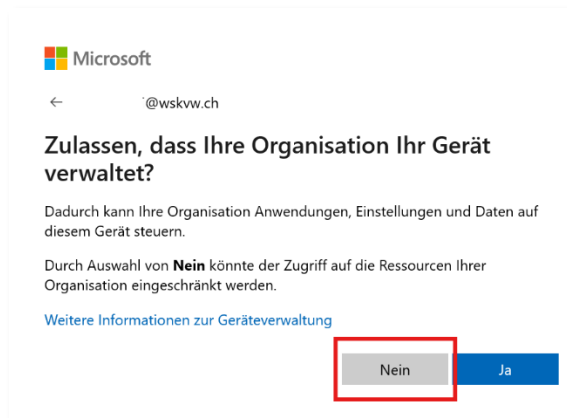 Microsoft
← @wskvw.ch
Zulassen, dass Ihre Organisation Ihr Gerät
verwaltet?
Dadurch kann Ihre Organisation Anwendungen, Einstellungen und Daten auf
diesem Gerät steuern.
Durch Auswahl von Nein könnte der Zugriff auf die Ressourcen Ihrer
Organisation eingeschränkt werden.
Weitere Informationen zur Geräteverwaltung
Nein Ja